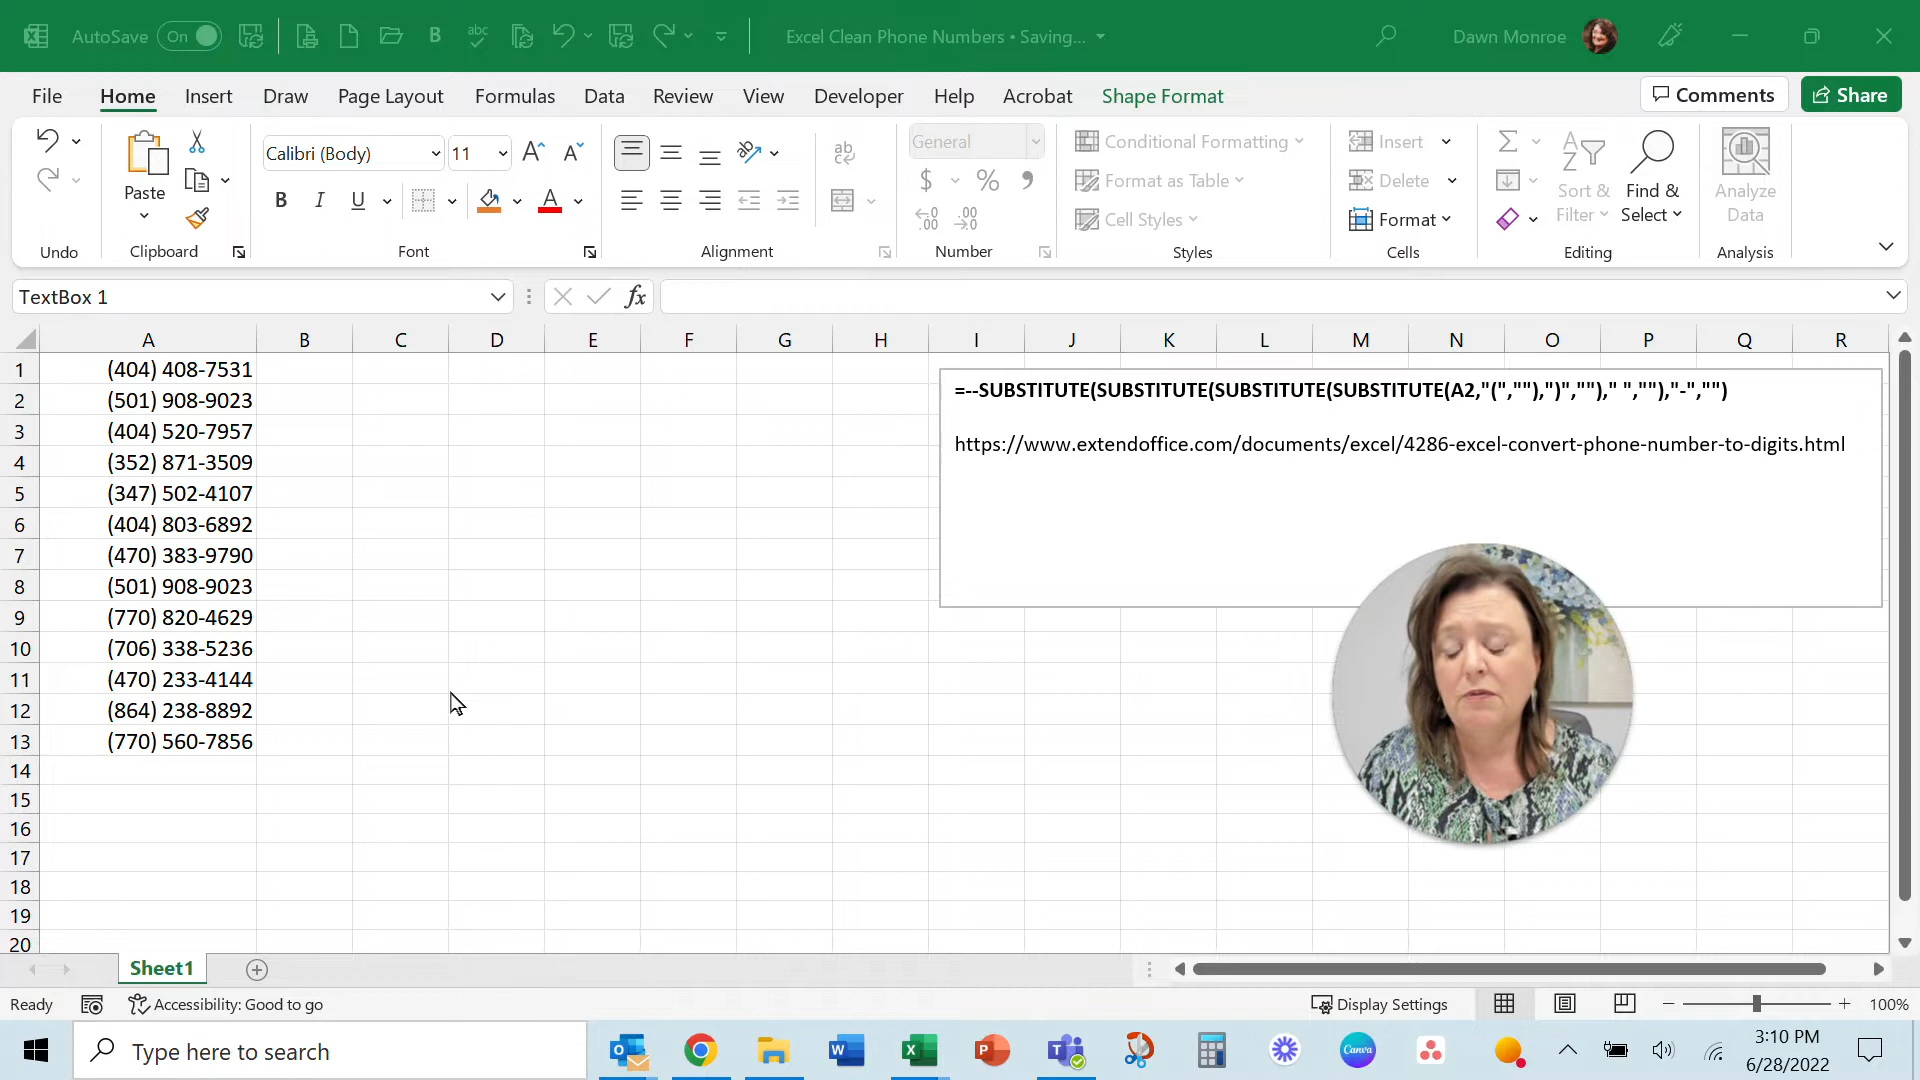 AutoSave On
Excel Clean Phone Numbers • Saving...
Dawn Monroe
File Home Insert Draw Page Layout Formulas Data Review View Developer Help Acrobat Shape Format
Comments Share
Paste
Calibri (Body) 11
General
Conditional Formatting
Format as Table
Cell Styles
Insert
Delete
Format
Sort & Filter
Find & Select
Analyze Data
Undo Clipboard Font Alignment Number Styles Cells Editing Analysis
TextBox 1
fx
A B C D E F G H I J K L M N O P Q R
1 (404) 408-7531
2 (501) 908-9023
3 (404) 520-7957
4 (352) 871-3509
5 (347) 502-4107
6 (404) 803-6892
7 (470) 383-9790
8 (501) 908-9023
9 (770) 820-4629
10 (706) 338-5236
11 (470) 233-4144
12 (864) 238-8892
13 (770) 560-7856
14
15
16
17
18
19
20
=--SUBSTITUTE(SUBSTITUTE(SUBSTITUTE(SUBSTITUTE(A2,"(",""),")","")," ",""),"-","")
https://www.extendoffice.com/documents/excel/4286-excel-convert-phone-number-to-digits.html
Sheet1
Ready
Accessibility: Good to go
Display Settings
100%
Type here to search
Canva
3:10 PM
6/28/2022